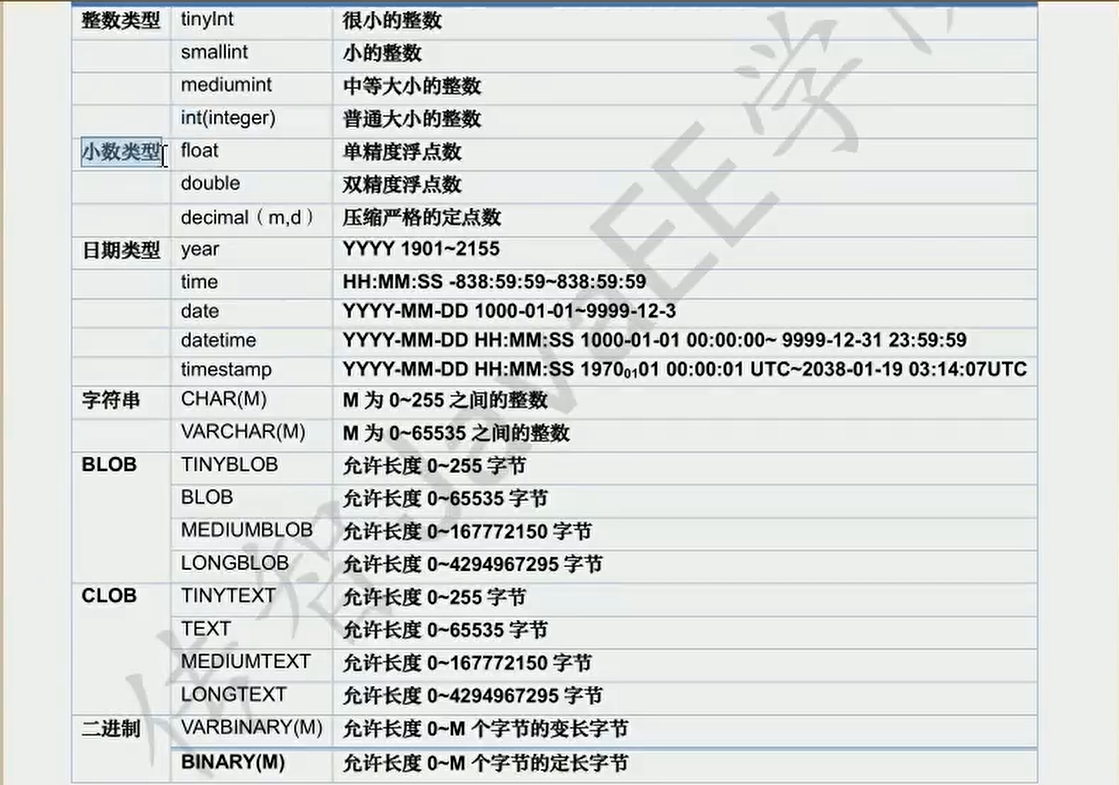 整数类型 tinyInt 很小的整数
smallint 小的整数
mediumint 中等大小的整数
int(integer) 普通大小的整数
小数类型 float 单精度浮点数
double 双精度浮点数
decimal（m,d） 压缩严格的定点数
日期类型 year YYYY 1901~2155
time HH:MM:SS -838:59:59~838:59:59
date YYYY-MM-DD 1000-01-01~9999-12-3
datetime YYYY-MM-DD HH:MM:SS 1000-01-01 00:00:00~ 9999-12-31 23:59:59
timestamp YYYY-MM-DD HH:MM:SS 1970₀₁01 00:00:01 UTC~2038-01-19 03:14:07UTC
字符串 CHAR(M) M 为 0~255 之间的整数
VARCHAR(M) M 为 0~65535 之间的整数
BLOB TINYBLOB 允许长度 0~255 字节
BLOB 允许长度 0~65535 字节
MEDIUMBLOB 允许长度 0~167772150 字节
LONGBLOB 允许长度 0~4294967295 字节
CLOB TINYTEXT 允许长度 0~255 字节
TEXT 允许长度 0~65535 字节
MEDIUMTEXT 允许长度 0~167772150 字节
LONGTEXT 允许长度 0~4294967295 字节
二进制 VARBINARY(M) 允许长度 0~M 个字节的变长字节
BINARY(M) 允许长度 0~M 个字节的定长字节
传智JavaEE学